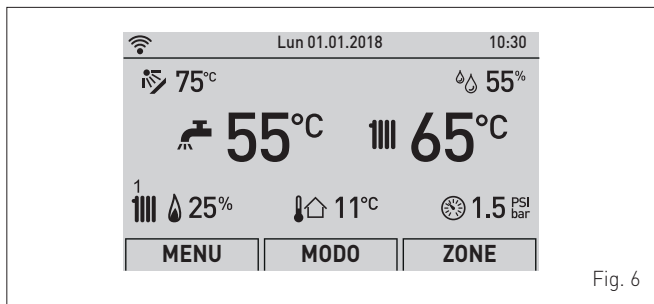 Lun 01.01.2018 10:30
75°C 55%
55°C 65°C
1
25% 11°C 1.5 PSI bar
MENU MODO ZONE
Fig. 6